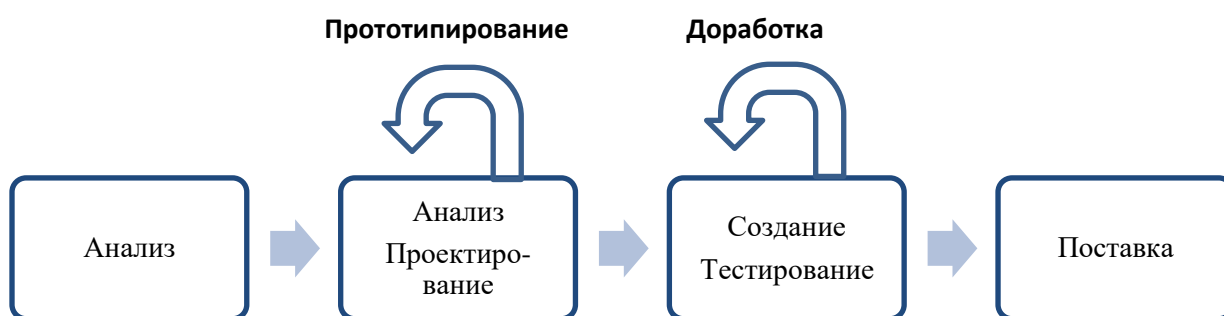 Прототипирование
Доработка
Анализ
Анализ
Проектиро-
вание
Создание
Тестирование
Поставка